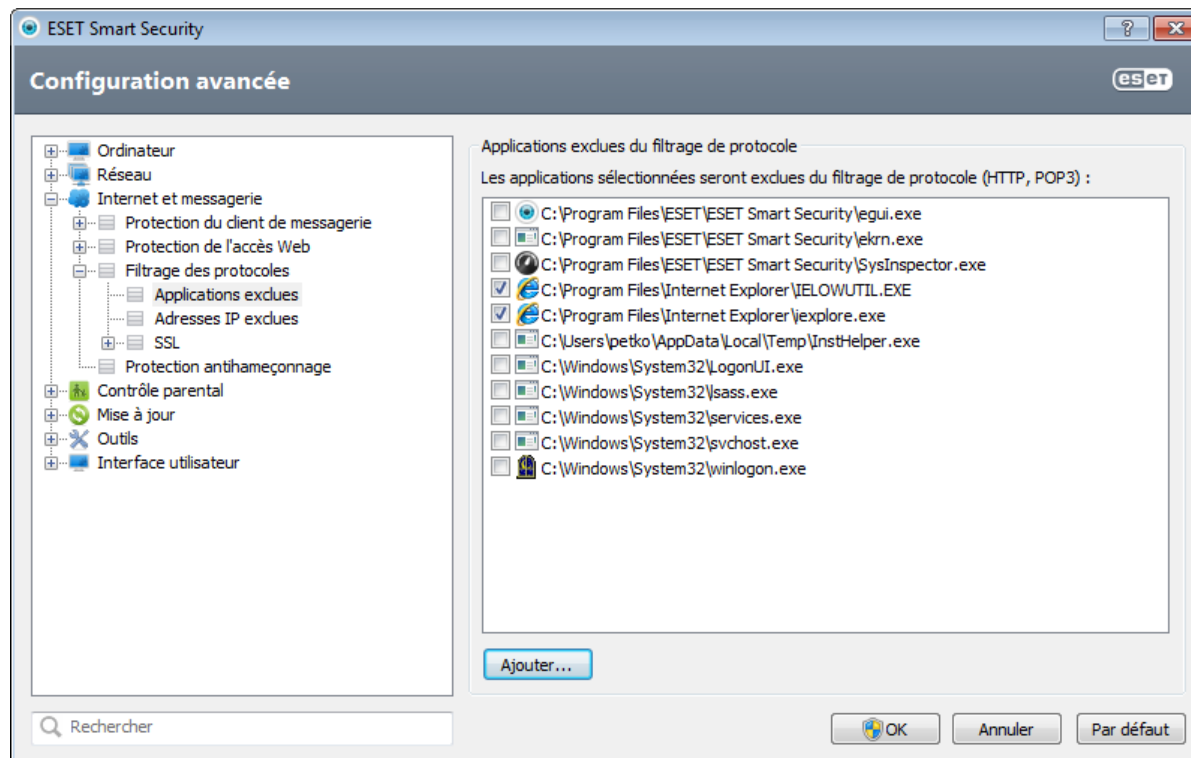 ESET Smart Security
?
Configuration avancée
eseT
Ordinateur
Réseau
Internet et messagerie
Protection du client de messagerie
Protection de l'accès Web
Filtrage des protocoles
Applications exclues
Adresses IP exclues
SSL
Protection antihameçonnage
Contrôle parental
Mise à jour
Outils
Interface utilisateur
Rechercher
Applications exclues du filtrage de protocole
Les applications sélectionnées seront exclues du filtrage de protocole (HTTP, POP3) :
C:\Program Files\ESET\ESET Smart Security\egui.exe
C:\Program Files\ESET\ESET Smart Security\ekrn.exe
C:\Program Files\ESET\ESET Smart Security\SysInspector.exe
C:\Program Files\Internet Explorer\IELOWUTIL.EXE
C:\Program Files\Internet Explorer\iexplore.exe
C:\Users\petko\AppData\Local\Temp\InstHelper.exe
C:\Windows\System32\LogonUI.exe
C:\Windows\System32\lsass.exe
C:\Windows\System32\services.exe
C:\Windows\System32\svchost.exe
C:\Windows\System32\winlogon.exe
Ajouter...
OK
Annuler
Par défaut